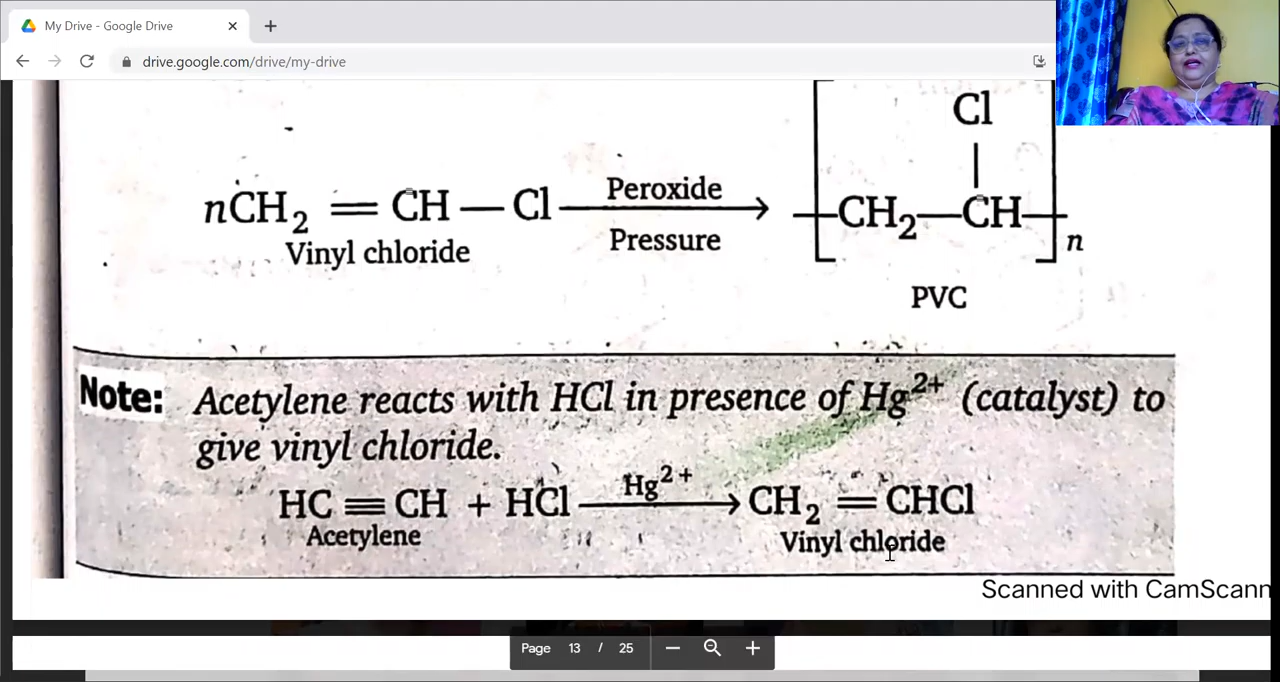 My Drive - Google Drive
drive.google.com/drive/my-drive
Cl
|
nCH₂ = CH — Cl Peroxide → [CH₂—CH]n
Pressure
Vinyl chloride
PVC
Note: Acetylene reacts with HCl in presence of Hg²⁺ (catalyst) to
give vinyl chloride.
HC ≡ CH + HCl Hg²⁺ → CH₂ = CHCl
Acetylene Vinyl chloride
Scanned with CamScann
Page 13 / 25